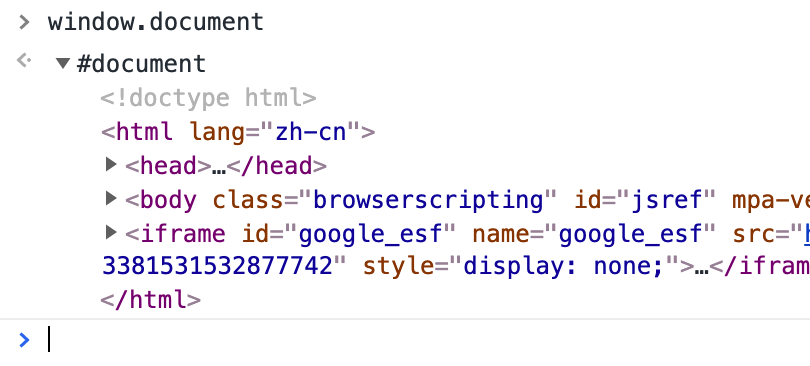 > window.document
<· ▼ #document
<!doctype html>
<html lang="zh-cn">
▶ <head>…</head>
▶ <body class="browserscripting" id="jsref" mpa-ve
▶ <iframe id="google_esf" name="google_esf" src="h
3381531532877742" style="display: none;">…</ifram
</html>
>